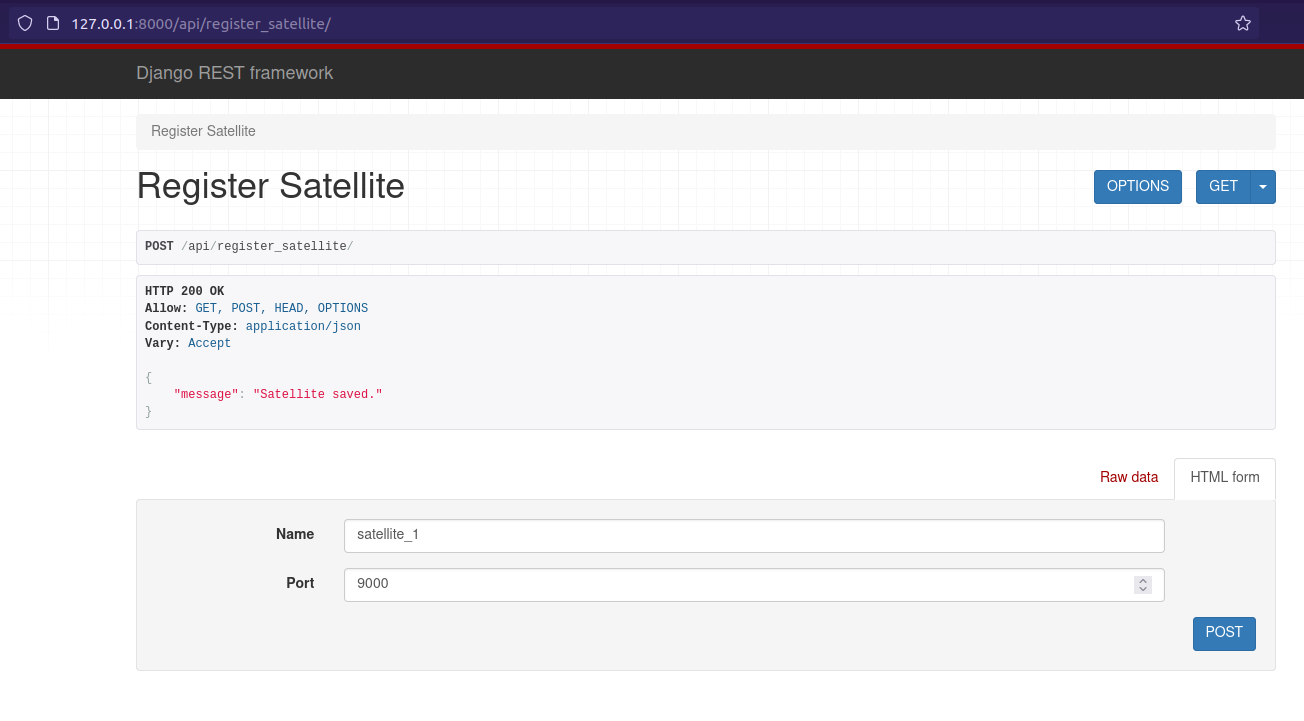 127.0.0.1:8000/api/register_satellite/
Django REST framework
Register Satellite
Register Satellite
OPTIONS
GET
POST /api/register_satellite/
HTTP 200 OK
Allow: GET, POST, HEAD, OPTIONS
Content-Type: application/json
Vary: Accept
{
    "message": "Satellite saved."
}
Raw data
HTML form
Name
satellite_1
Port
9000
POST